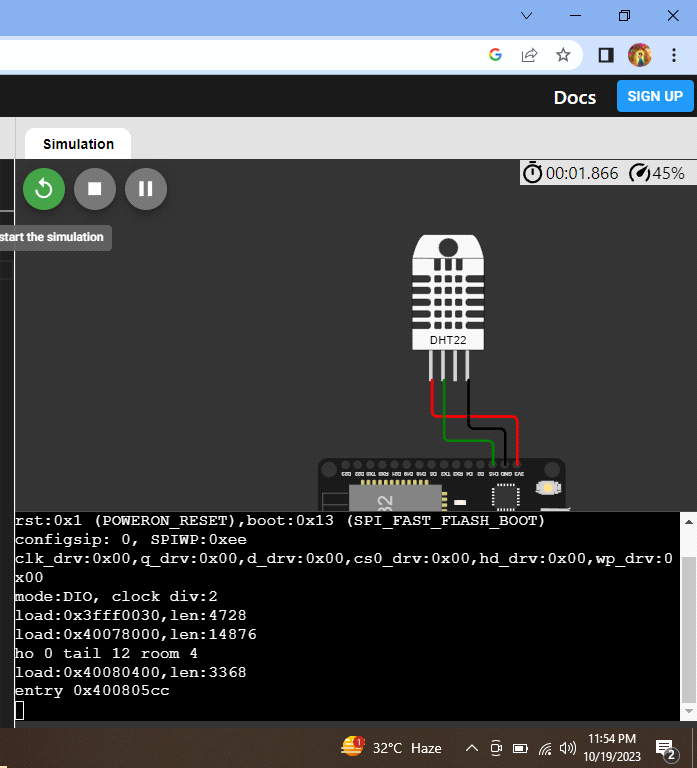 Docs
SIGN UP
Simulation
00:01.866
45%
start the simulation
DHT22
rst:0x1 (POWERON_RESET),boot:0x13 (SPI_FAST_FLASH_BOOT)
configsip: 0, SPIWP:0xee
clk_drv:0x00,q_drv:0x00,d_drv:0x00,cs0_drv:0x00,hd_drv:0x00,wp_drv:0
x00
mode:DIO, clock div:2
load:0x3fff0030,len:4728
load:0x40078000,len:14876
ho 0 tail 12 room 4
load:0x40080400,len:3368
entry 0x400805cc
1
32°C Haze
11:54 PM
10/19/2023
2